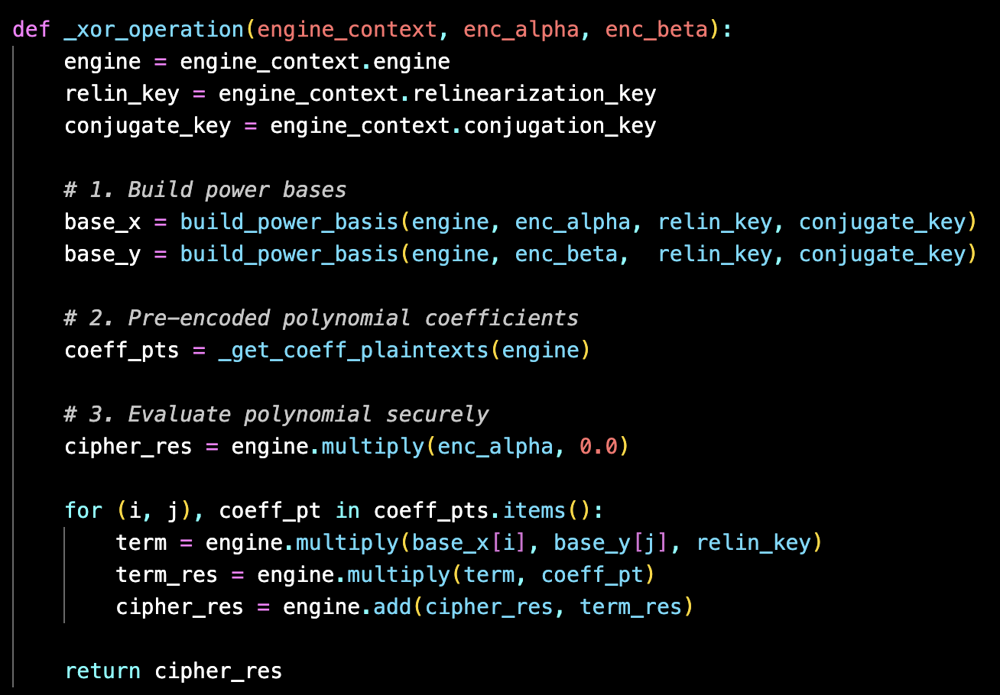 def _xor_operation(engine_context, enc_alpha, enc_beta):
    engine = engine_context.engine
    relin_key = engine_context.relinearization_key
    conjugate_key = engine_context.conjugation_key

    # 1. Build power bases
    base_x = build_power_basis(engine, enc_alpha, relin_key, conjugate_key)
    base_y = build_power_basis(engine, enc_beta,  relin_key, conjugate_key)

    # 2. Pre-encoded polynomial coefficients
    coeff_pts = _get_coeff_plaintexts(engine)

    # 3. Evaluate polynomial securely
    cipher_res = engine.multiply(enc_alpha, 0.0)

    for (i, j), coeff_pt in coeff_pts.items():
        term = engine.multiply(base_x[i], base_y[j], relin_key)
        term_res = engine.multiply(term, coeff_pt)
        cipher_res = engine.add(cipher_res, term_res)

    return cipher_res